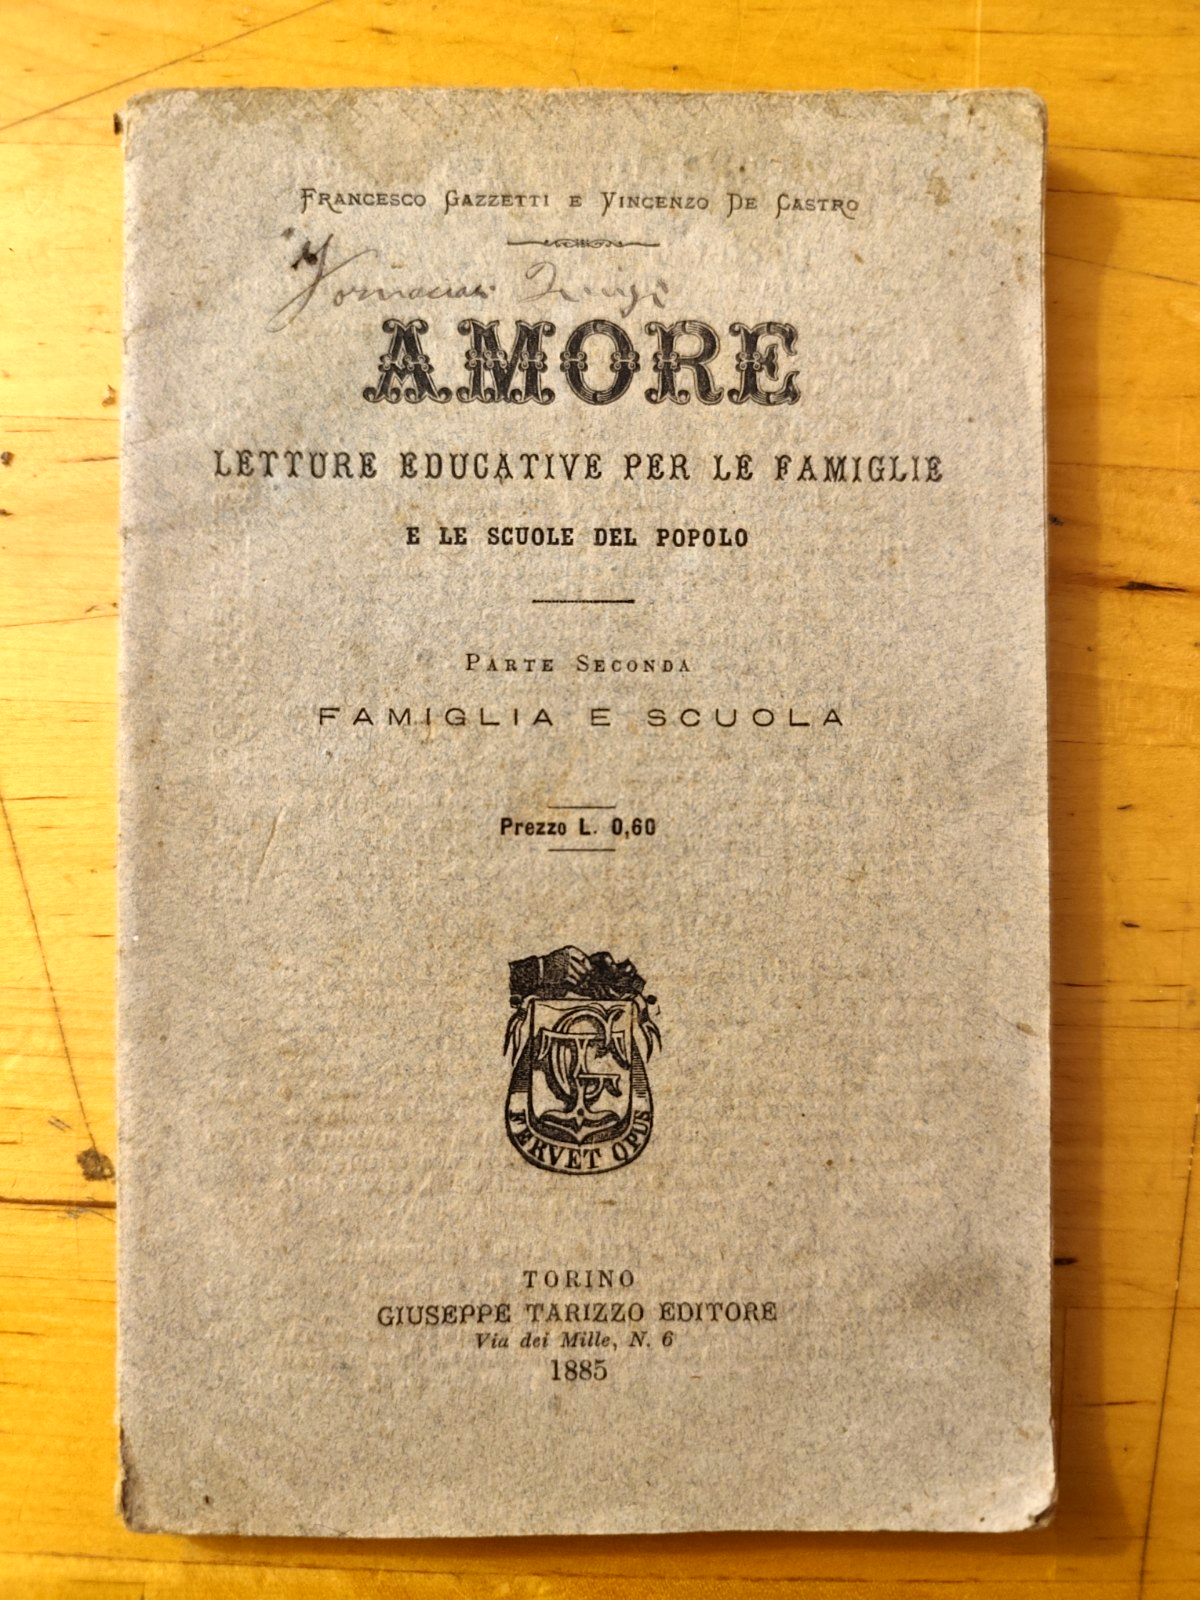 Francesco Gazzetti e Vincenzo De Castro
AMORE
LETTURE EDUCATIVE PER LE FAMIGLIE
E LE SCUOLE DEL POPOLO
Parte Seconda
FAMIGLIA E SCUOLA
Prezzo L. 0,60
FERVET OPUS
TORINO
GIUSEPPE TARIZZO EDITORE
Via dei Mille, N. 6
1885